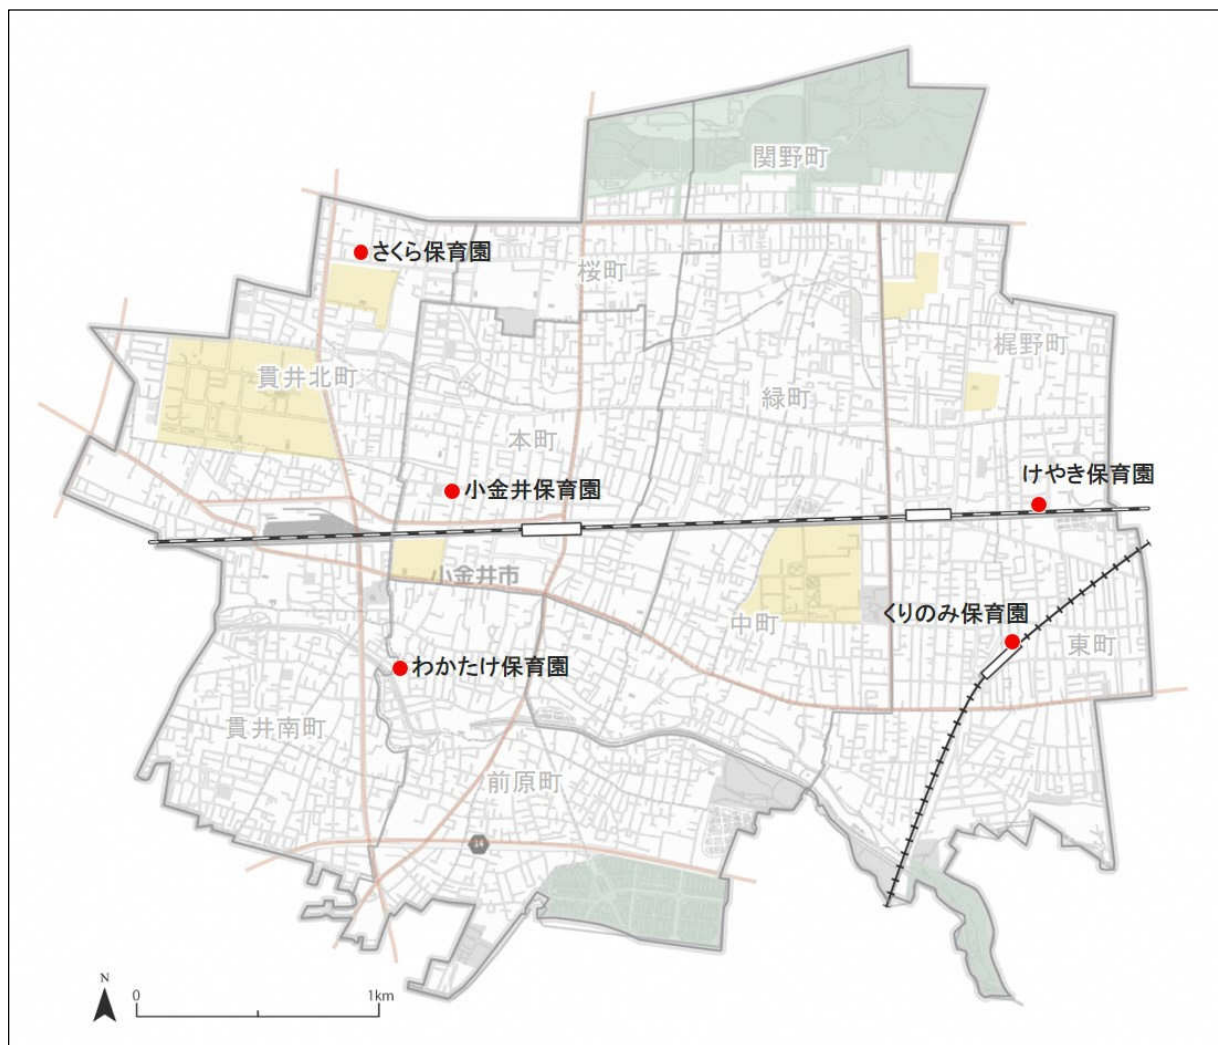 関野町
さくら保育園
桜町
梶野町
貫井北町
緑町
本町
けやき保育園
小金井保育園
小金井市
くりのみ保育園
中町
東町
わかたけ保育園
貫井南町
前原町
24
N
0
1km